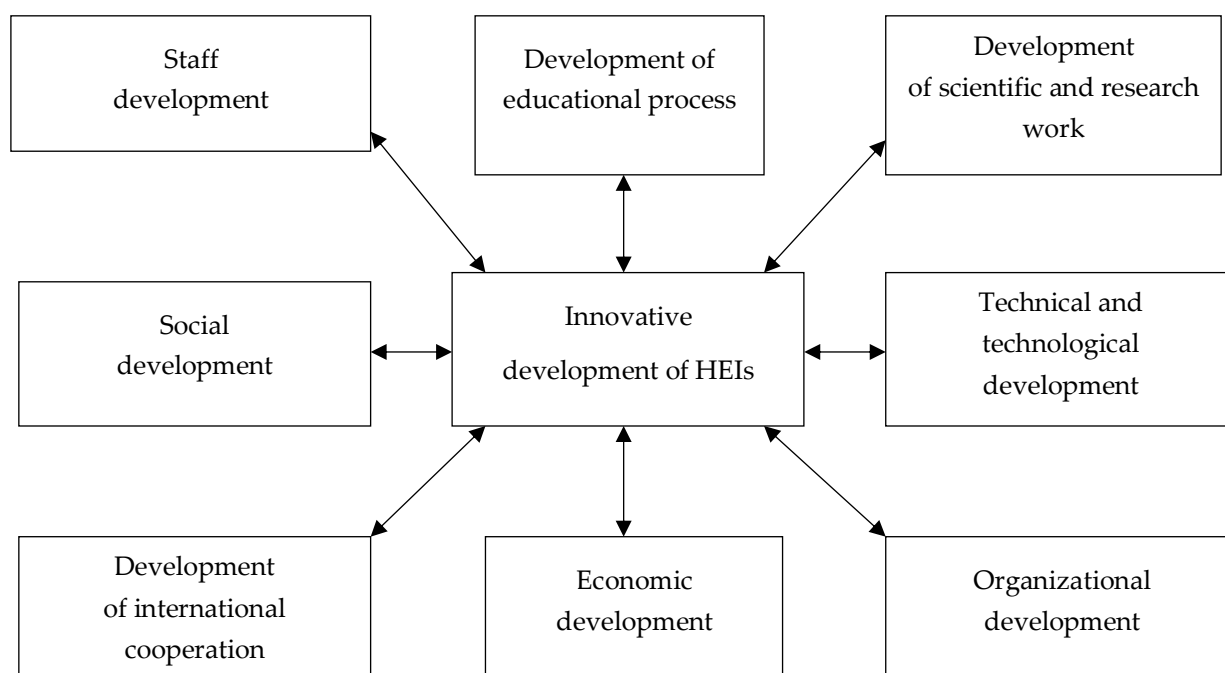 Staff
development
Development of
educational process
Development
of scientific and research
work
Social
development
Innovative
development of HEIs
Technical and
technological
development
Development
of international
cooperation
Economic
development
Organizational
development